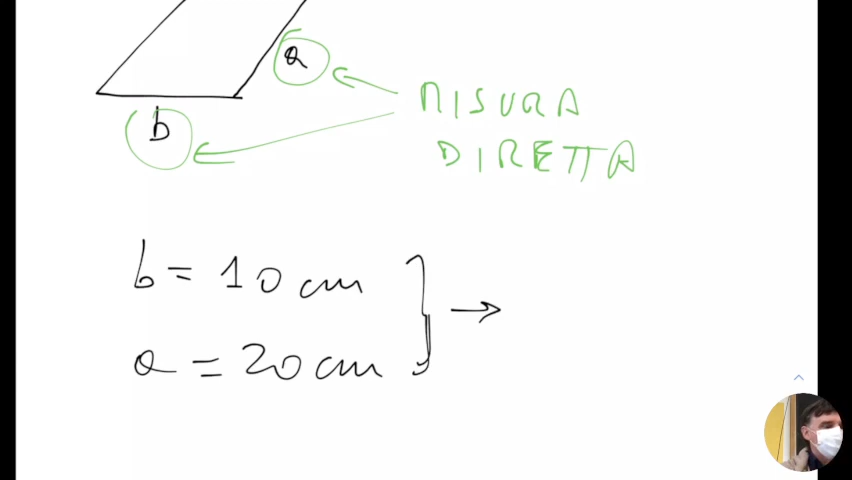 a
b
MISURA
DIRETTA
b = 10 cm
a = 20 cm